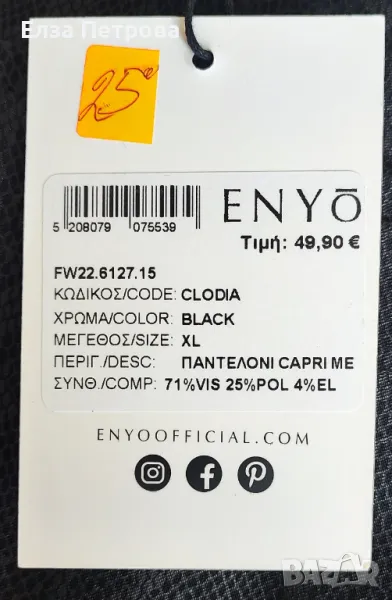 Елза Петрова
25€
5 208079 075539
ENYŌ
Τιμή: 49,90 €
FW22.6127.15
ΚΩΔΙΚΟΣ/CODE: CLODIA
ΧΡΩΜΑ/COLOR: BLACK
ΜΕΓΕΘΟΣ/SIZE: XL
ΠΕΡΙΓ./DESC: ΠΑΝΤΕΛΟΝΙ CAPRI ΜΕ
ΣΥΝΘ./COMP: 71%VIS 25%POL 4%EL
ENYOOFFICIAL.COM
BAZAR